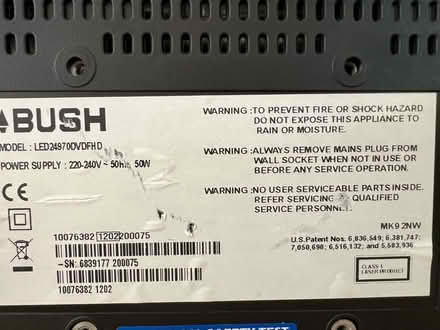 BUSH
MODEL : LED24970DVDFHD
POWER SUPPLY : 220-240V ~ 50Hz, 50W
CE
WARNING :TO PREVENT FIRE OR SHOCK HAZARD
DO NOT EXPOSE THIS APPLIANCE TO
RAIN OR MOISTURE.
WARNING :ALWAYS REMOVE MAINS PLUG FROM
WALL SOCKET WHEN NOT IN USE OR
BEFORE ANY SERVICE OPERATION.
WARNING :NO USER SERVICEABLE PARTS INSIDE.
REFER SERVICING QUALIFIED
SERVICE PERSONNEL.
MK9 2NW
U.S.Patent Nos. 6,836,549; 6,381,747;
7,050,698; 6,516,132; and 5,583,936
10076382 1202 200075
-SN: 6839177 200075
10076382 1202
CLASS 1
LASER PRODUCT
SAFETY TEST